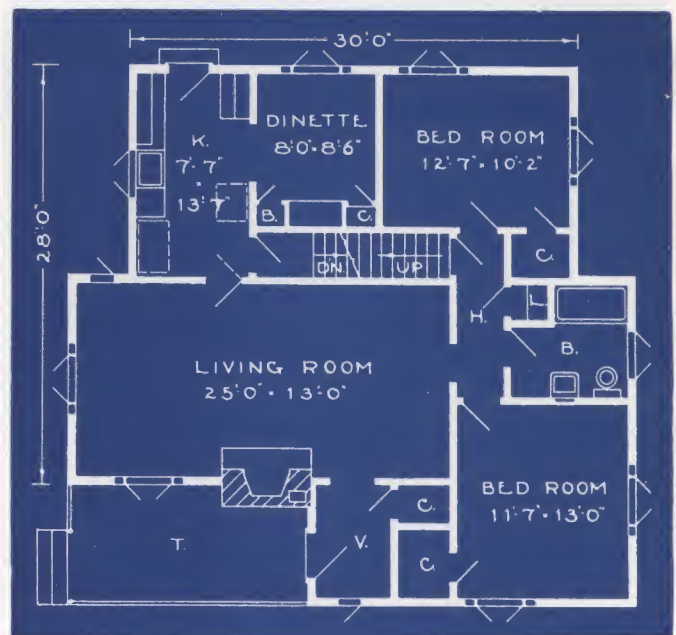 30'-0"
28'-0"
K.
7'-7"
×
13'-7"
DINETTE
8'-0" × 8'-6"
BED ROOM
12'-7" × 10'-2"
B.
C.
C.
DN.
UP
H.
L.
B.
LIVING ROOM
25'-0" × 13'-0"
BED ROOM
11'-7" × 13'-0"
C.
C.
T.
V.